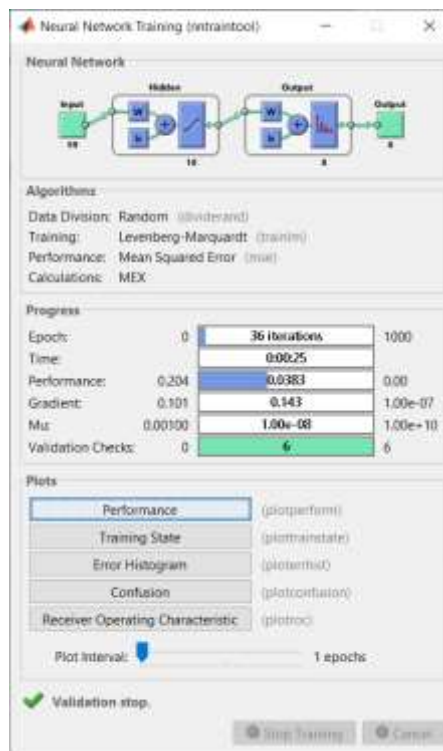 Neural Network Training (nntraintool)
Neural Network
Hidden
Output
Input
Output
W
W
b
b
10
Algorithms
Data Division: Random (dividerand)
Training: Levenberg-Marquardt (trainlm)
Performance: Mean Squared Error (mse)
Calculations: MEX
Progress
Epoch: 0 36 iterations 1000
Time: 0:00:25
Performance: 0.204 0.0383 0.00
Gradient: 0.101 0.143 1.00e-07
Mu: 0.00100 1.00e-08 1.00e+10
Validation Checks: 0 6 6
Plots
Performance (plotperform)
Training State (plottrainstate)
Error Histogram (ploterrhist)
Confusion (plotconfusion)
Receiver Operating Characteristic (plotroc)
Plot Interval: 1 epochs
Validation stop.
Stop Training Cancel